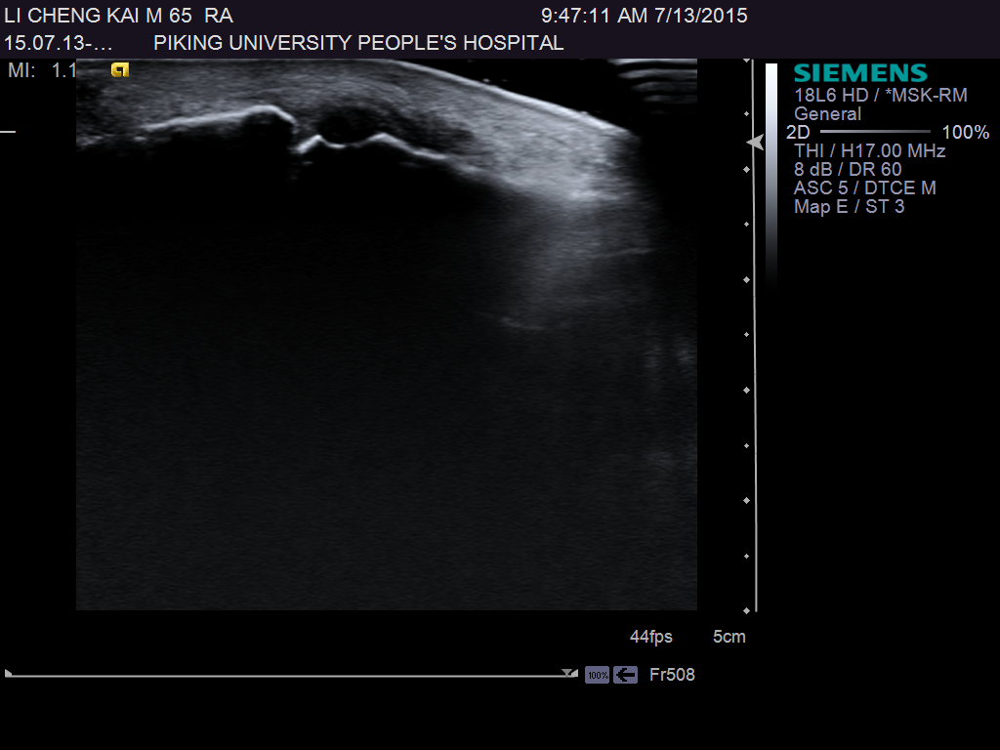 LI CHENG KAI M 65 RA 9:47:11 AM 7/13/2015
15.07.13-... PIKING UNIVERSITY PEOPLE'S HOSPITAL
MI: 1.1
SIEMENS
18L6 HD / *MSK-RM
General
2D 100%
THI / H17.00 MHz
8 dB / DR 60
ASC 5 / DTCE M
Map E / ST 3
44fps 5cm
100% Fr508